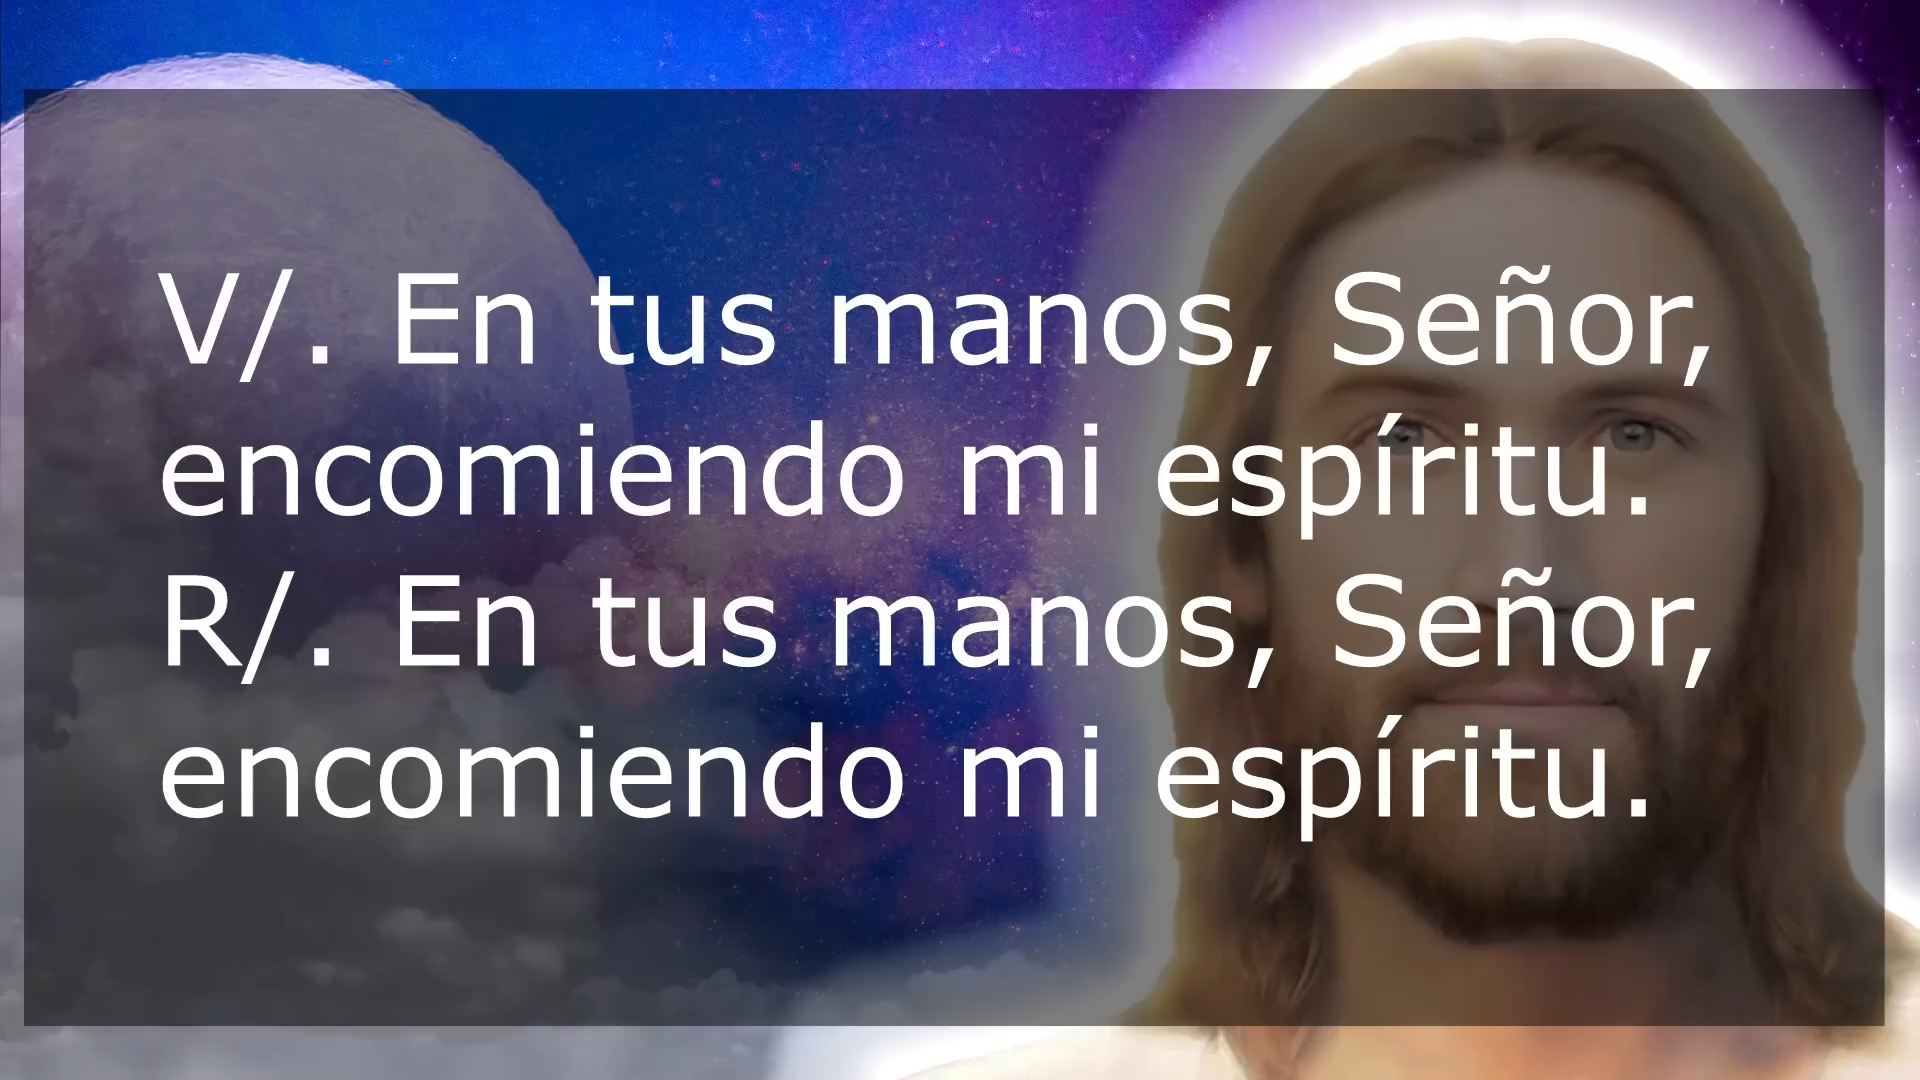 V/. En tus manos, Señor,
encomiendo mi espíritu.
R/. En tus manos, Señor,
encomiendo mi espíritu.